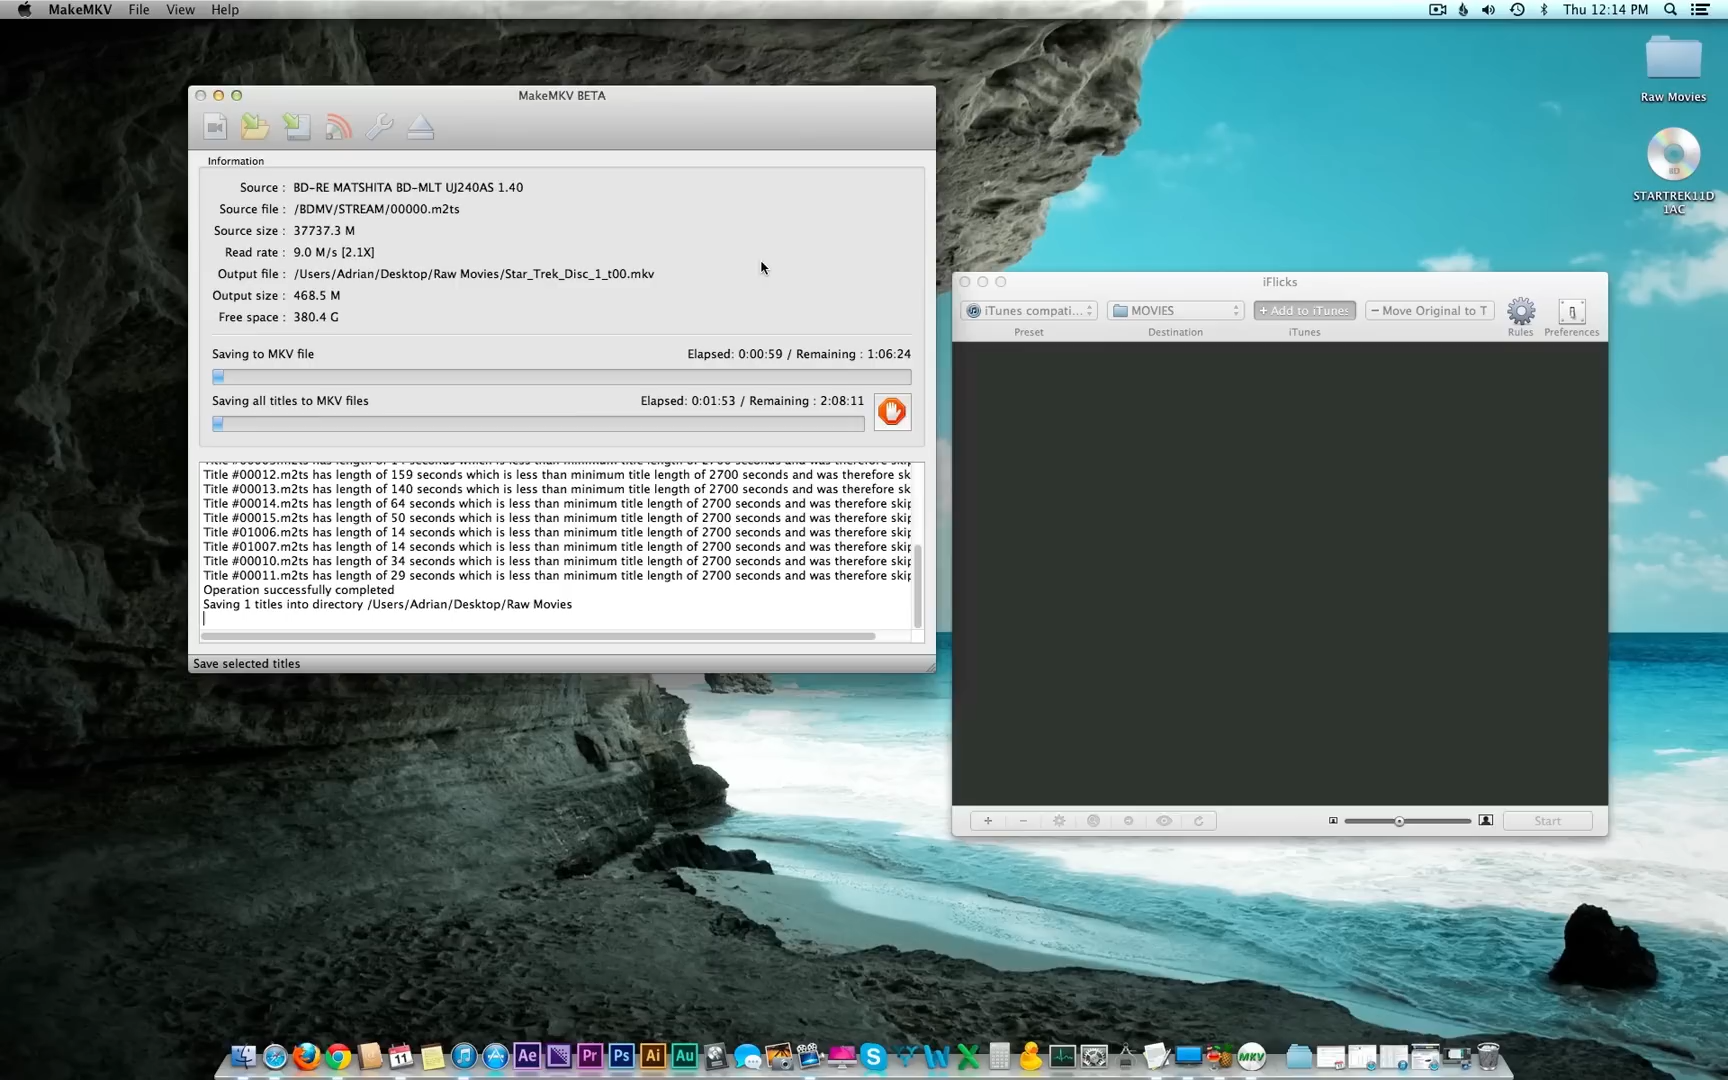 MakeMKV File View Help
Thu 12:14 PM
Raw Movies
BD
STARTREK11D
1AC
MakeMKV BETA
Information
Source : BD-RE MATSHITA BD-MLT UJ240AS 1.40
Source file : /BDMV/STREAM/00000.m2ts
Source size : 37737.3 M
Read rate : 9.0 M/s [2.1X]
Output file : /Users/Adrian/Desktop/Raw Movies/Star_Trek_Disc_1_t00.mkv
Output size : 468.5 M
Free space : 380.4 G
Saving to MKV file Elapsed: 0:00:59 / Remaining : 1:06:24
Saving all titles to MKV files Elapsed: 0:01:53 / Remaining : 2:08:11
Title #00012.m2ts has length of 159 seconds which is less than minimum title length of 2700 seconds and was therefore sk
Title #00013.m2ts has length of 140 seconds which is less than minimum title length of 2700 seconds and was therefore sk
Title #00014.m2ts has length of 64 seconds which is less than minimum title length of 2700 seconds and was therefore skip
Title #00015.m2ts has length of 50 seconds which is less than minimum title length of 2700 seconds and was therefore skip
Title #01006.m2ts has length of 14 seconds which is less than minimum title length of 2700 seconds and was therefore skip
Title #01007.m2ts has length of 14 seconds which is less than minimum title length of 2700 seconds and was therefore skip
Title #00010.m2ts has length of 34 seconds which is less than minimum title length of 2700 seconds and was therefore skip
Title #00011.m2ts has length of 29 seconds which is less than minimum title length of 2700 seconds and was therefore skip
Operation successfully completed
Saving 1 titles into directory /Users/Adrian/Desktop/Raw Movies
Save selected titles
iFlicks
iTunes compati... MOVIES + Add to iTunes − Move Original to T
Preset Destination iTunes Rules Preferences
+ − Start
11 Ae Pr Ps Ai Au S W X MKV